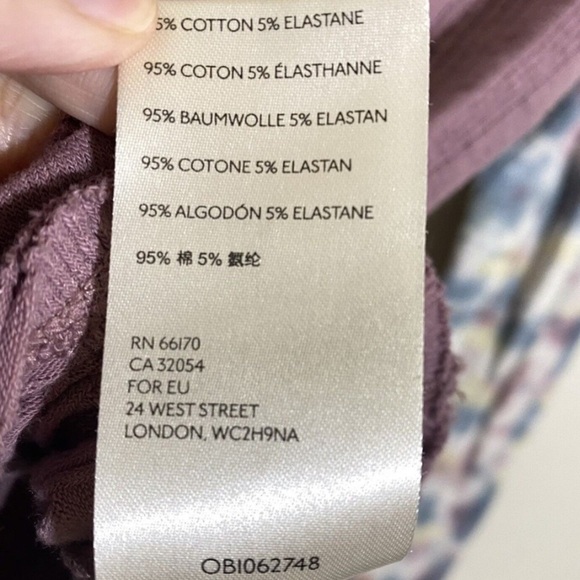 5% COTTON 5% ELASTANE
95% COTON 5% ÉLASTHANNE
95% BAUMWOLLE 5% ELASTAN
95% COTONE 5% ELASTAN
95% ALGODÓN 5% ELASTANE
95% 棉 5% 氨纶
RN 66170
CA 32054
FOR EU
24 WEST STREET
LONDON, WC2H9NA
OB1062748